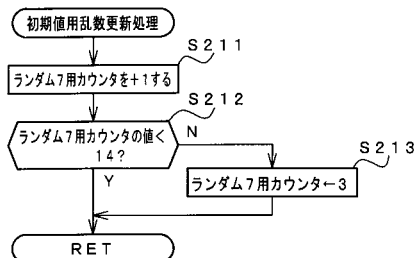 初期値用乱数更新処理
S211
ランダム7用カウンタを+1する
S212
ランダム7用カウンタの値<
14?
N
Y
S213
ランダム7用カウンタ←3
RET